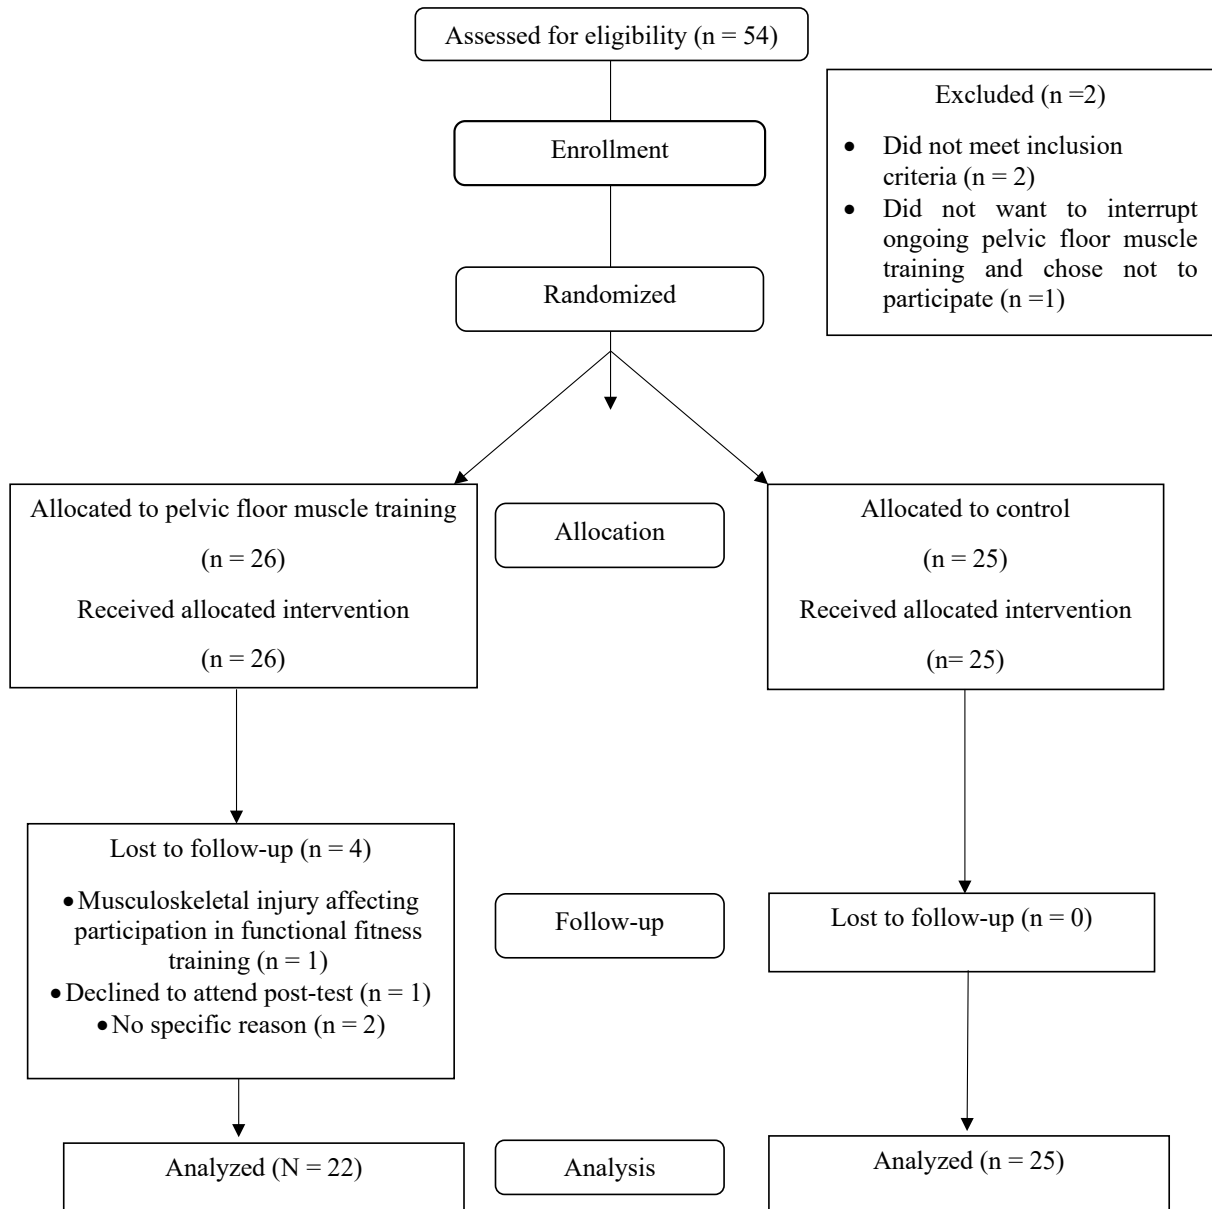 Assessed for eligibility (n = 54)
Excluded (n =2)
• Did not meet inclusion
criteria (n = 2)
• Did not want to interrupt
ongoing pelvic floor muscle
training and chose not to
participate (n =1)
Enrollment
Randomized
Allocated to pelvic floor muscle training
(n = 26)
Received allocated intervention
(n = 26)
Allocation
Allocated to control
(n = 25)
Received allocated intervention
(n= 25)
Lost to follow-up (n = 4)
• Musculoskeletal injury affecting
participation in functional fitness
training (n = 1)
• Declined to attend post-test (n = 1)
• No specific reason (n = 2)
Follow-up
Lost to follow-up (n = 0)
Analyzed (N = 22)
Analysis
Analyzed (n = 25)